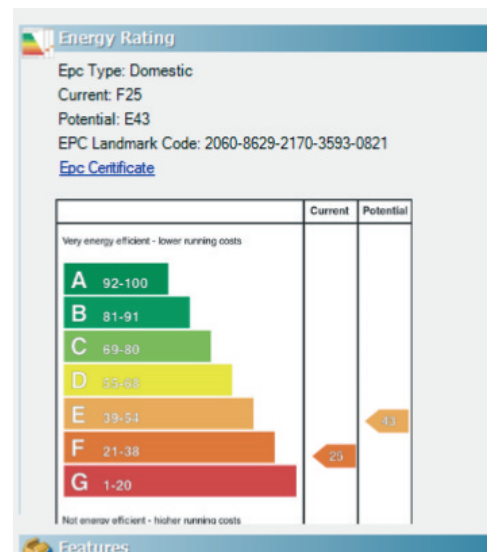 Energy Rating
Epc Type: Domestic
Current: F25
Potential: E43
EPC Landmark Code: 2060-8629-2170-3593-0821
Epc Certificate
Current Potential
Very energy efficient - lower running costs
A 92-100
B 81-91
C 69-80
D 55-68
E 39-54
43
F 21-38
25
G 1-20
Not energy efficient - higher running costs
Features